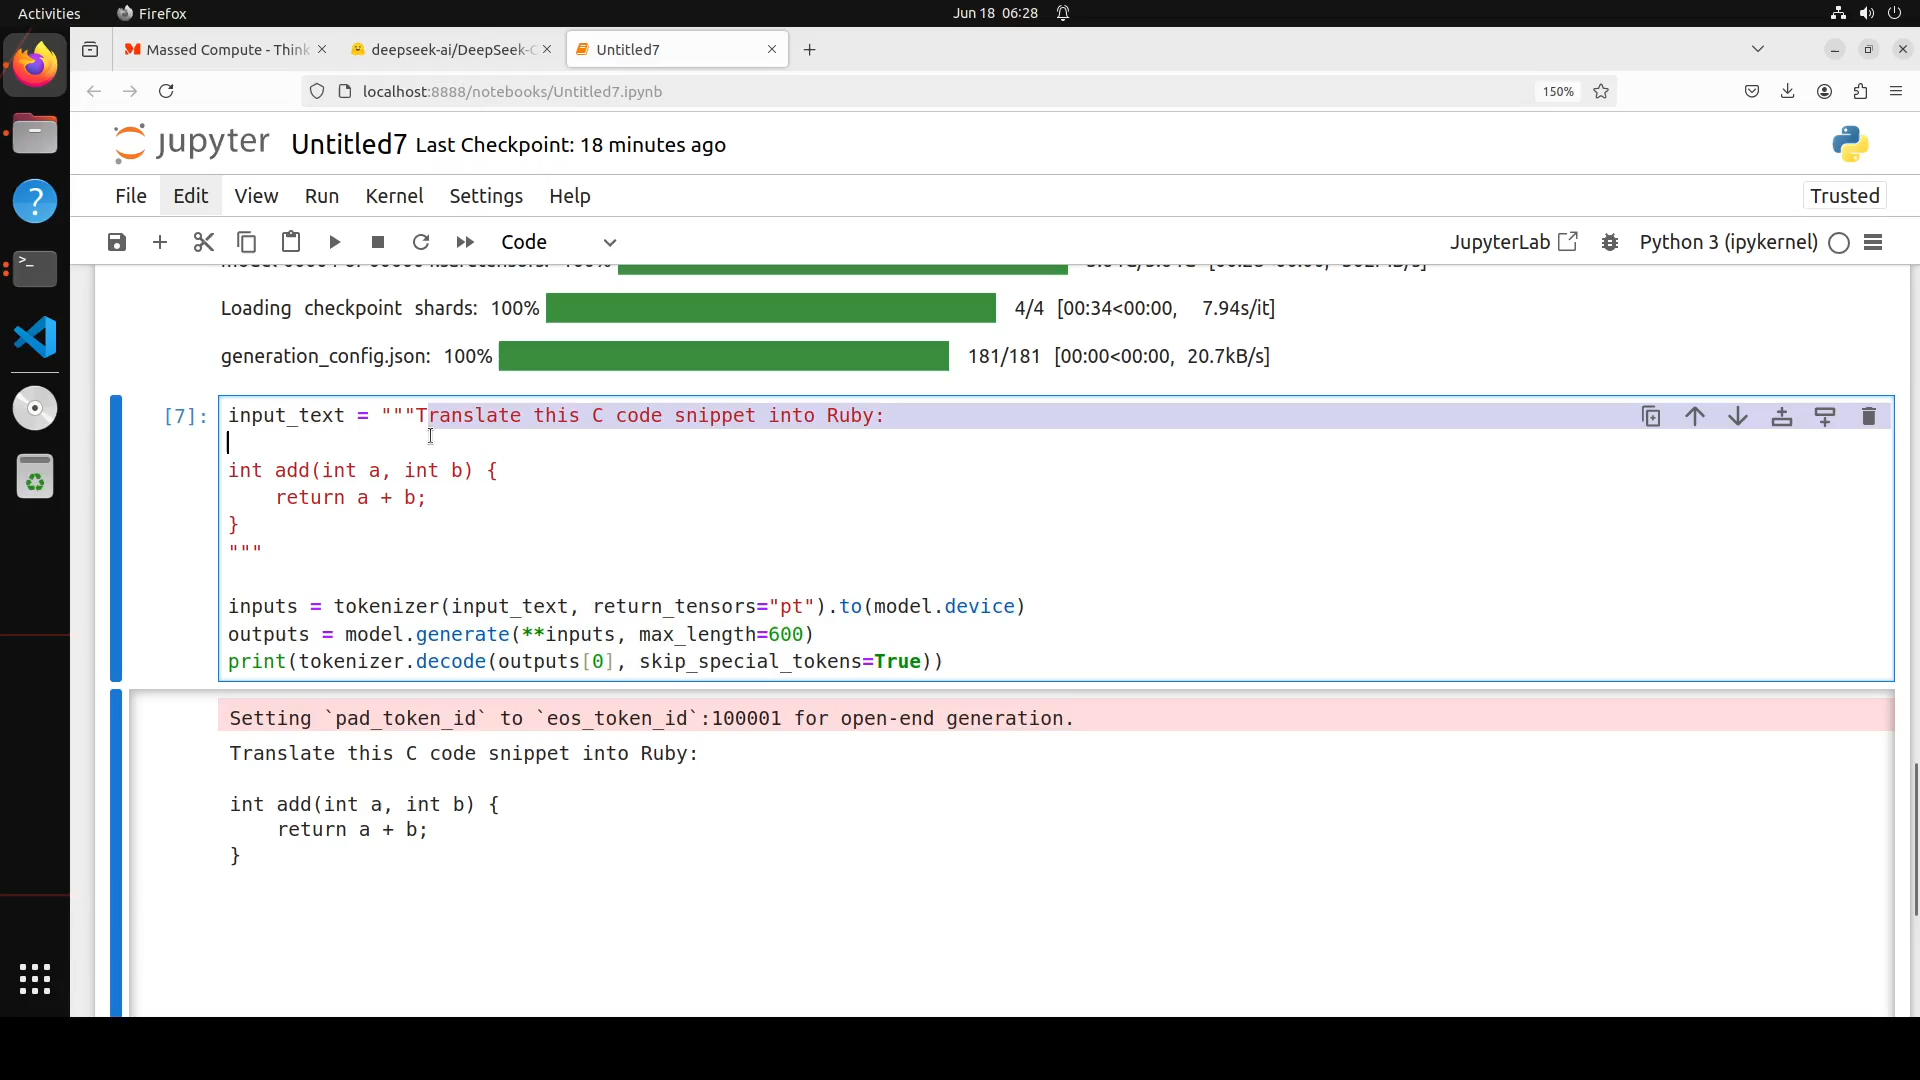 Activities
Firefox
Jun 18 06:28
Massed Compute - Think
deepseek-ai/DeepSeek-C
Untitled7
localhost:8888/notebooks/Untitled7.ipynb
150%
jupyter
Untitled7 Last Checkpoint: 18 minutes ago
File Edit View Run Kernel Settings Help
Trusted
Code
JupyterLab
Python 3 (ipykernel)
Loading checkpoint shards: 100% 4/4 [00:34<00:00, 7.94s/it]
generation_config.json: 100% 181/181 [00:00<00:00, 20.7kB/s]
[7]: input_text = """Translate this C code snippet into Ruby:
int add(int a, int b) {
    return a + b;
}
"""
inputs = tokenizer(input_text, return_tensors="pt").to(model.device)
outputs = model.generate(**inputs, max_length=600)
print(tokenizer.decode(outputs[0], skip_special_tokens=True))
Setting `pad_token_id` to `eos_token_id`:100001 for open-end generation.
Translate this C code snippet into Ruby:
int add(int a, int b) {
    return a + b;
}